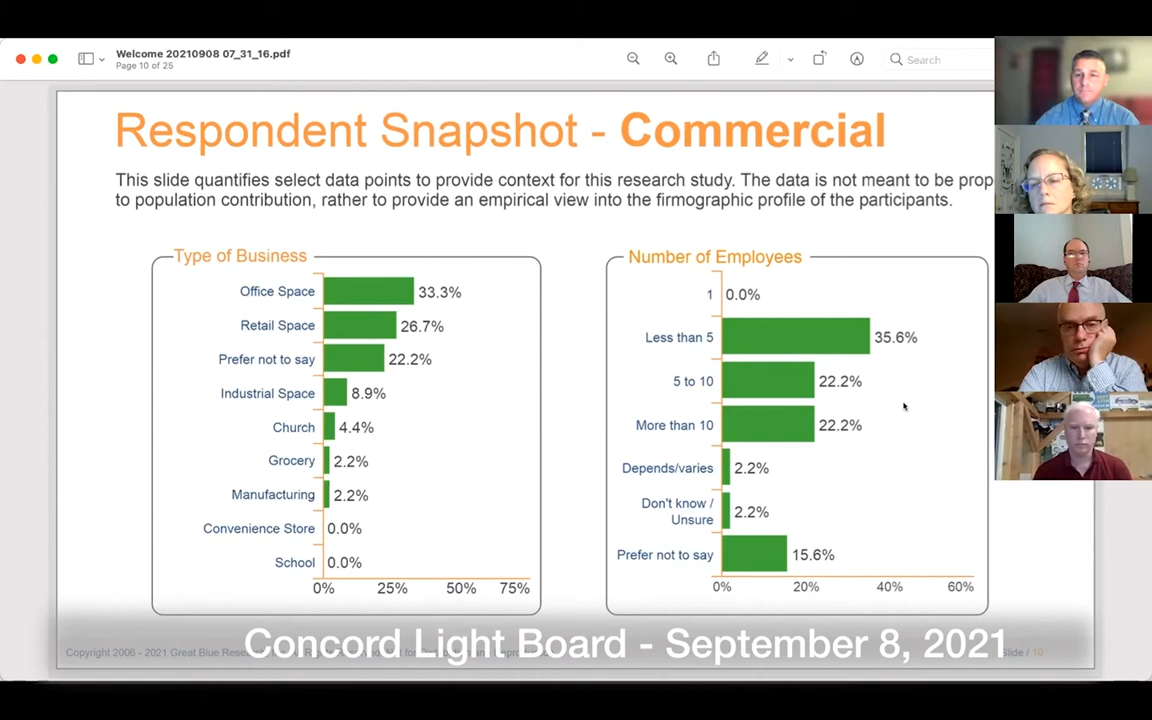 Welcome 20210908 07_31_16.pdf
Page 10 of 25
Search
Respondent Snapshot - Commercial
This slide quantifies select data points to provide context for this research study. The data is not meant to be prop
to population contribution, rather to provide an empirical view into the firmographic profile of the participants.
Type of Business
Office Space 33.3%
Retail Space 26.7%
Prefer not to say 22.2%
Industrial Space 8.9%
Church 4.4%
Grocery 2.2%
Manufacturing 2.2%
Convenience Store 0.0%
School 0.0%
0% 25% 50% 75%
Number of Employees
1 0.0%
Less than 5 35.6%
5 to 10 22.2%
More than 10 22.2%
Depends/varies 2.2%
Don't know /
Unsure 2.2%
Prefer not to say 15.6%
0% 20% 40% 60%
Concord Light Board - September 8, 2021
Copyright 2006 - 2021 Great Blue Rese
Slide / 10